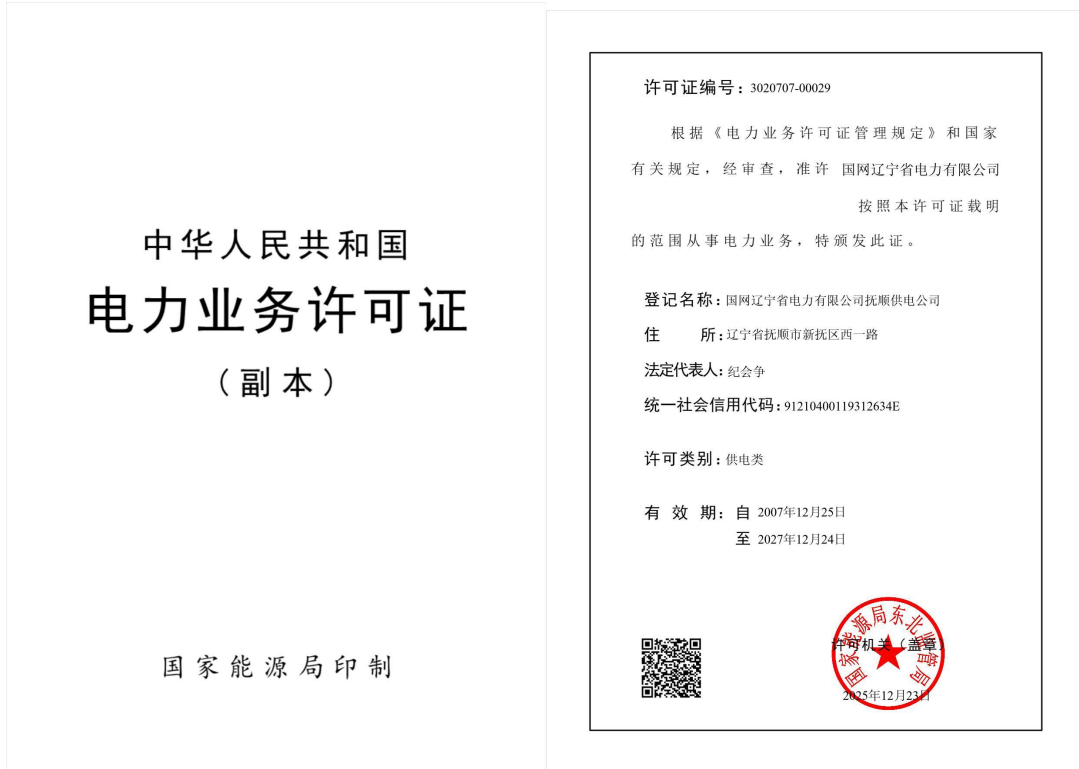 中华人民共和国
电力业务许可证
（副本）
国家能源局印制
许可证编号：3020707-00029
根据《电力业务许可证管理规定》和国家
有关规定，经审查，准许 国网辽宁省电力有限公司
按照本许可证载明
的范围从事电力业务，特颁发此证。
登记名称：国网辽宁省电力有限公司抚顺供电公司
住 所：辽宁省抚顺市新抚区西一路
法定代表人：纪会争
统一社会信用代码：91210400119312634E
许可类别：供电类
有 效 期：自 2007年12月25日
至 2027年12月24日
国家能源局东北监管局
许可机关（盖章）
2025年12月23日